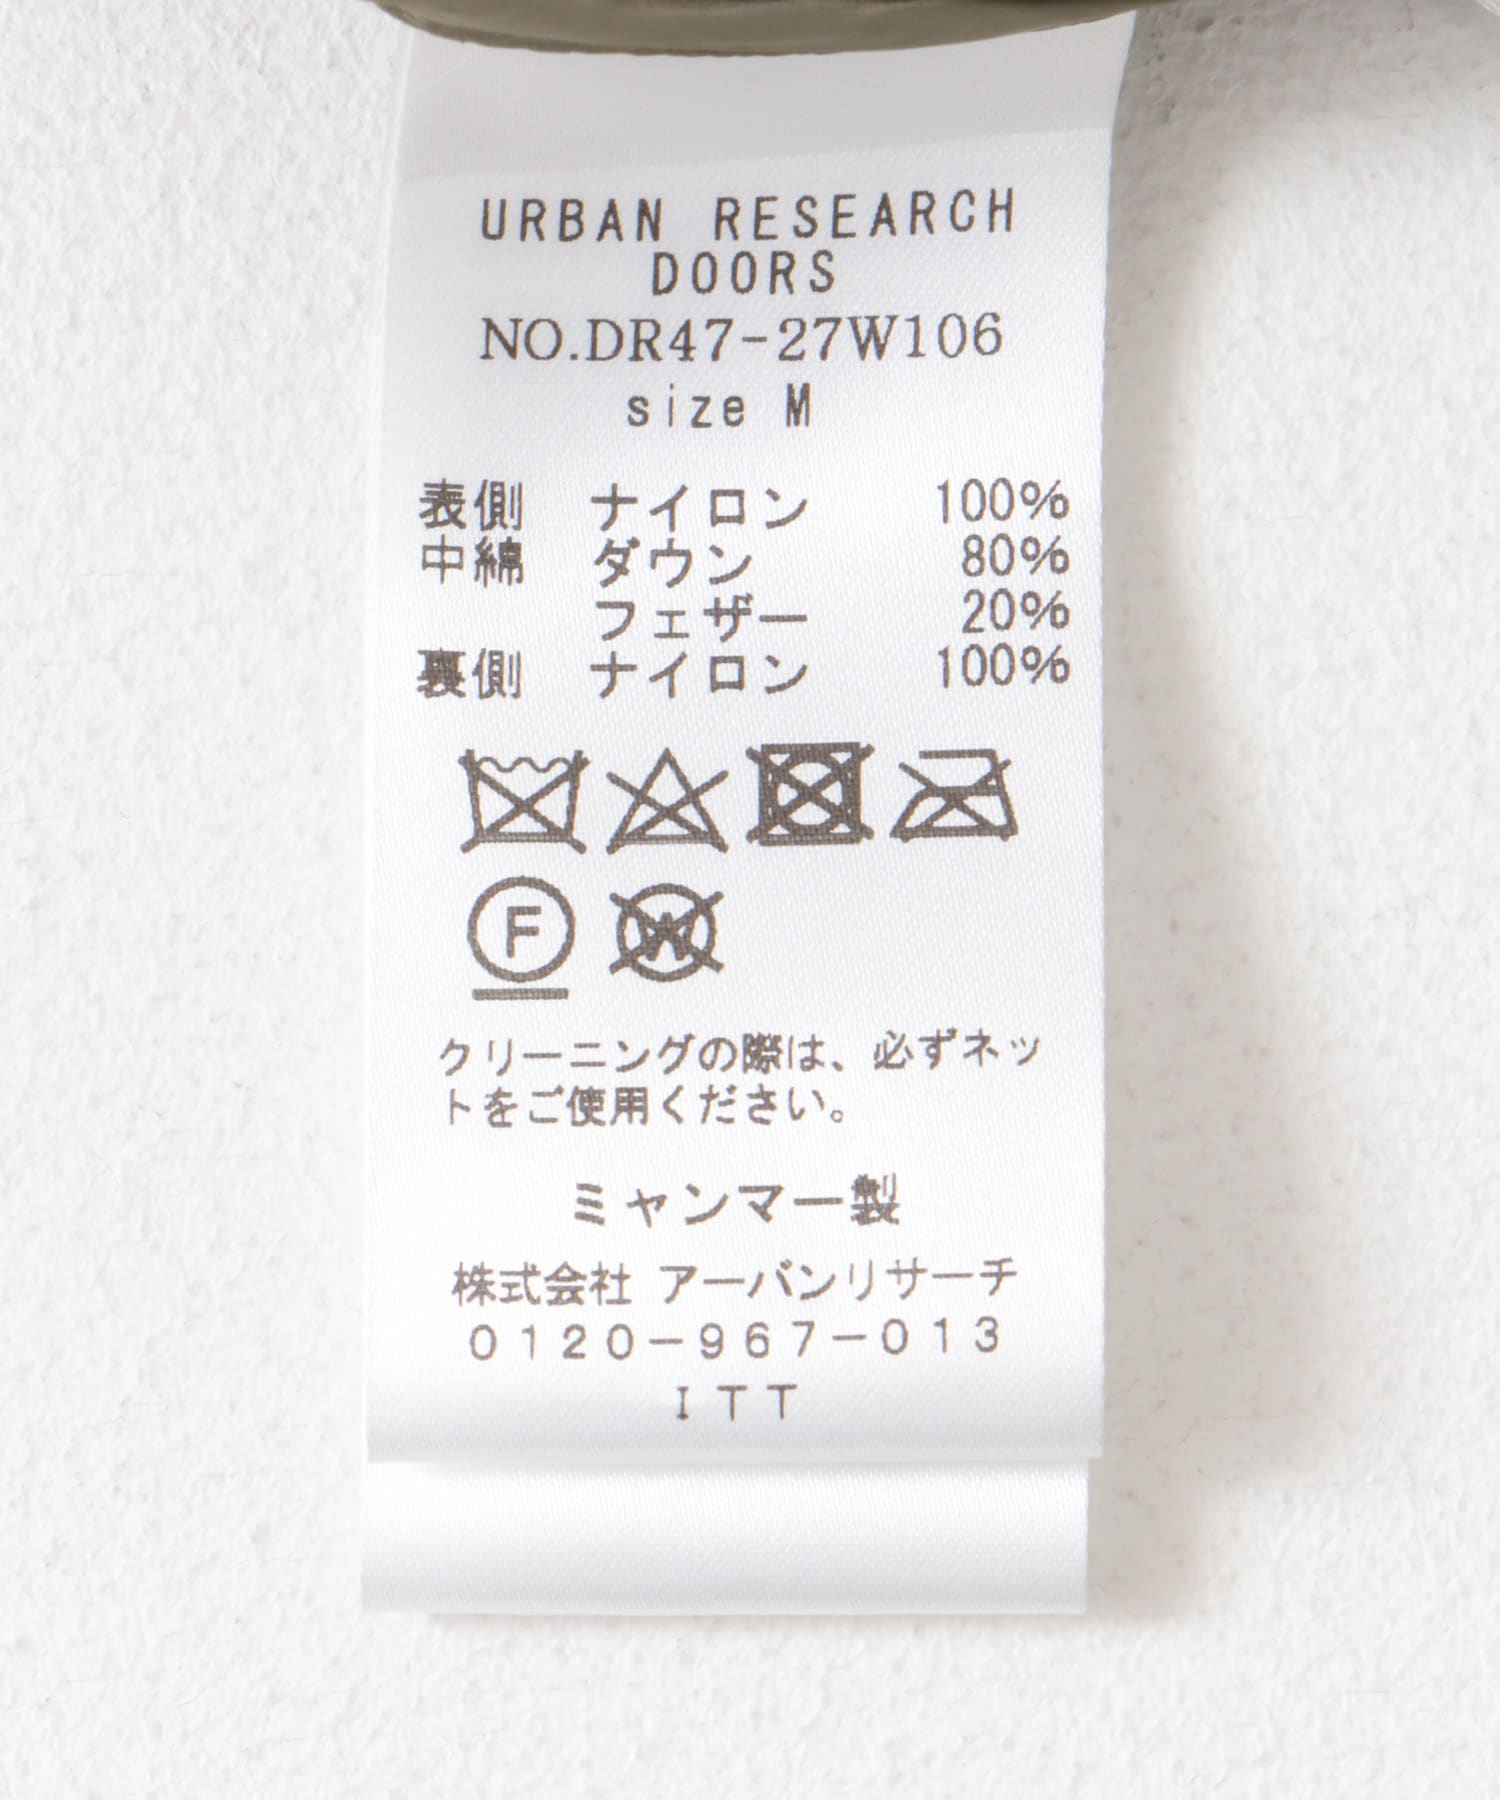 URBAN RESEARCH
DOORS
NO.DR47-27W106
size M
表側 ナイロン 100%
中綿 ダウン 80%
フェザー 20%
裏側 ナイロン 100%
F W
クリーニングの際は、必ずネッ
トをご使用ください。
ミャンマー製
株式会社 アーバンリサーチ
0120-967-013
ITT